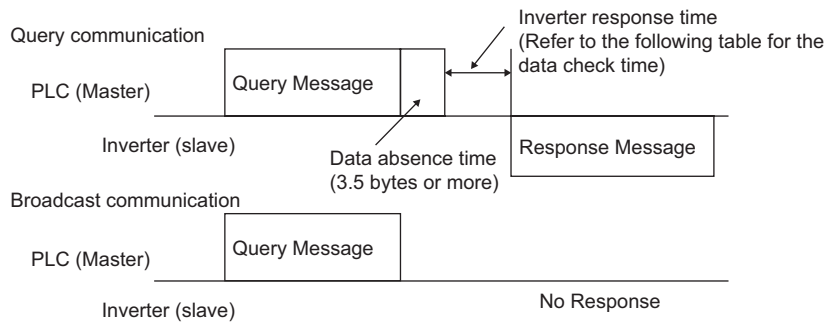 Query communication
Inverter response time
(Refer to the following table for the
data check time)
PLC (Master)
Query Message
Inverter (slave)
Data absence time
(3.5 bytes or more)
Response Message
Broadcast communication
PLC (Master)
Query Message
Inverter (slave)
No Response